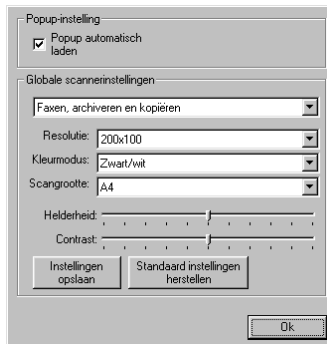 Popup-instelling
Popup automatisch
laden
Globale scannerinstellingen
Faxen, archiveren en kopiëren
Resolutie: 200x100
Kleurmodus: Zwart/wit
Scangrootte: A4
Helderheid:
Contrast:
Instellingen
opslaan
Standaard instellingen
herstellen
Ok